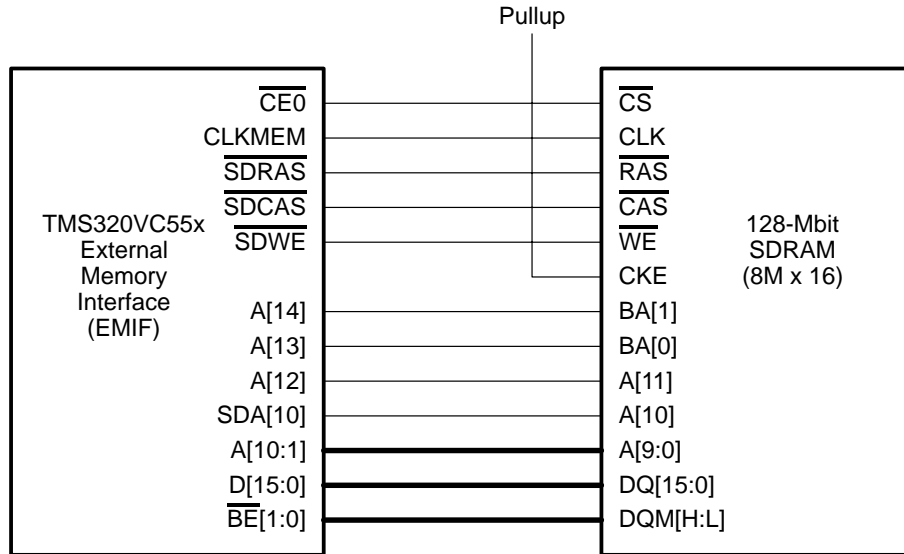 Pullup
CE0 CS
CLKMEM CLK
SDRAS RAS
SDCAS CAS
SDWE WE
CKE
TMS320VC55x
External
Memory
Interface
(EMIF)
128-Mbit
SDRAM
(8M x 16)
A[14] BA[1]
A[13] BA[0]
A[12] A[11]
SDA[10] A[10]
A[10:1] A[9:0]
D[15:0] DQ[15:0]
BE[1:0] DQM[H:L]